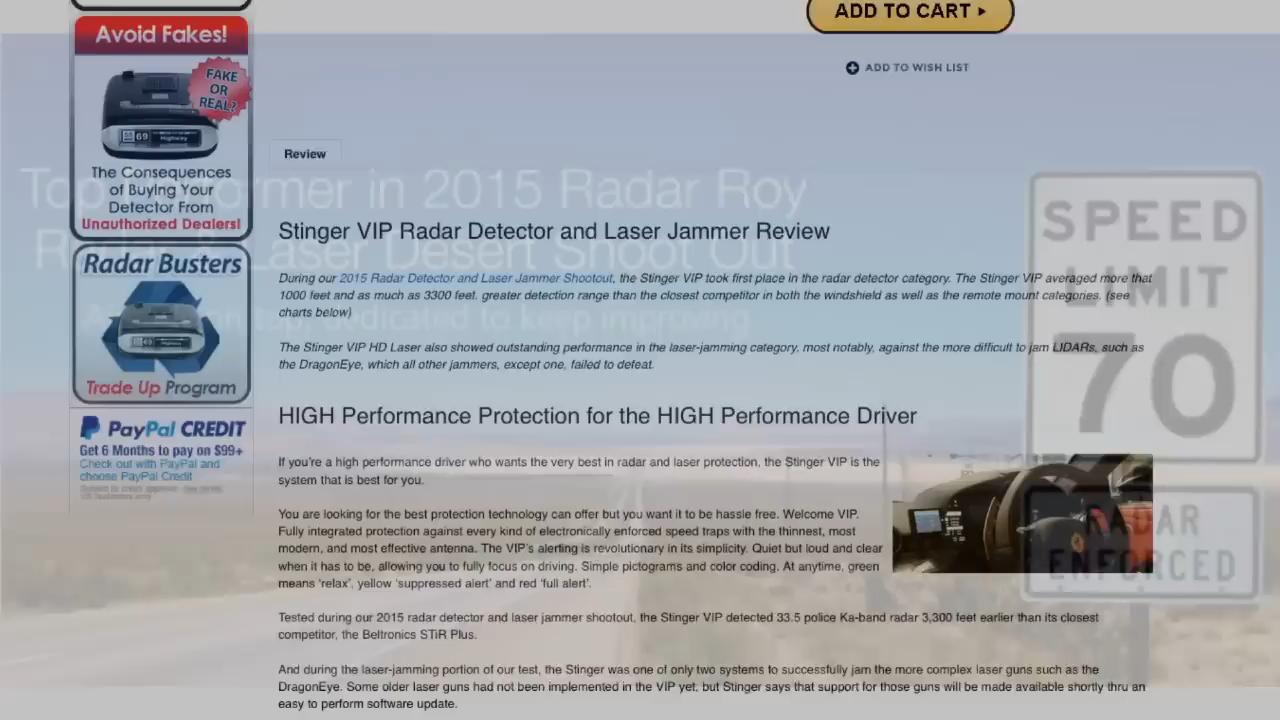 ADD TO CART
Avoid Fakes!
FAKE
OR
REAL?
69 Highway
The Consequences
of Buying Your
Detector From
Unauthorized Dealers!
Radar Busters
Trade Up Program
PayPal CREDIT
Get 6 Months to pay on $99+
Check out with PayPal and
choose PayPal Credit
ADD TO WISH LIST
Review
in 2015 Radar Roy
Laser Desert Shoot Out
top, dedicated to keep improving
Stinger VIP Radar Detector and Laser Jammer Review
During our 2015 Radar Detector and Laser Jammer Shootout, the Stinger VIP took first place in the radar detector category. The Stinger VIP averaged more that
1000 feet and as much as 3300 feet. greater detection range than the closest competitor in both the windshield as well as the remote mount categories. (see
charts below)
The Stinger VIP HD Laser also showed outstanding performance in the laser-jamming category, most notably, against the more difficult to jam LIDARs, such as
the DragonEye, which all other jammers, except one, failed to defeat.
HIGH Performance Protection for the HIGH Performance Driver
If you're a high performance driver who wants the very best in radar and laser protection, the Stinger VIP is the
system that is best for you.
You are looking for the best protection technology can offer but you want it to be hassle free. Welcome VIP.
Fully integrated protection against every kind of electronically enforced speed traps with the thinnest, most
modern, and most effective antenna. The VIP's alerting is revolutionary in its simplicity. Quiet but loud and clear
when it has to be, allowing you to fully focus on driving. Simple pictograms and color coding. At anytime, green
means 'relax', yellow 'suppressed alert' and red 'full alert'.
Tested during our 2015 radar detector and laser jammer shootout, the Stinger VIP detected 33.5 police Ka-band radar 3,300 feet earlier than its closest
competitor, the Beltronics STiR Plus.
And during the laser-jamming portion of our test, the Stinger was one of only two systems to successfully jam the more complex laser guns such as the
DragonEye. Some older laser guns had not been implemented in the VIP yet, but Stinger says that support for those guns will be made available shortly thru an
easy to perform software update.
SPEED
LIMIT
70
RADAR
ENFORCED